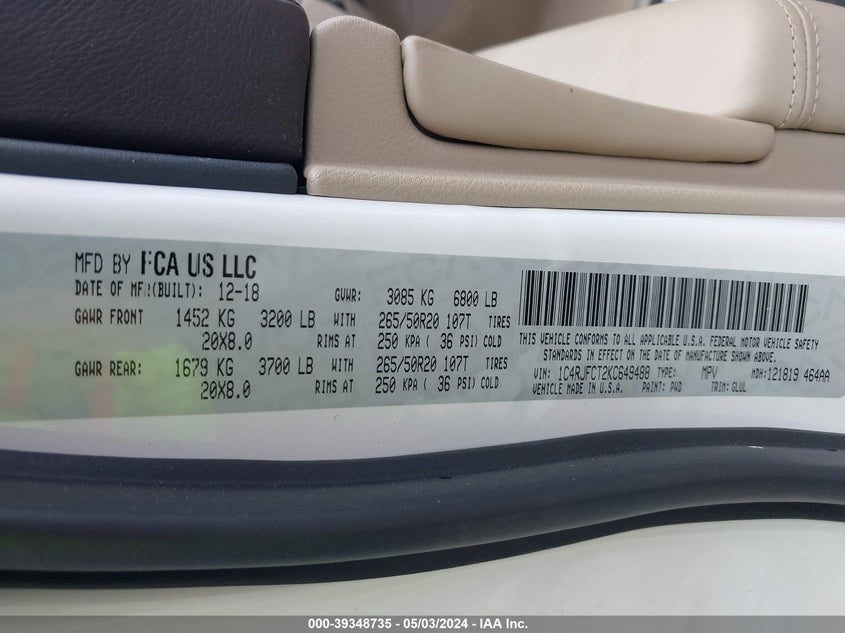 MFD BY FCA US LLC
DATE OF MFR(BUILT): 12-18 GVWR: 3085 KG 6800 LB
GAWR FRONT 1452 KG 3200 LB WITH 265/50R20 107T TIRES
20X8.0 RIMS AT 250 KPA ( 36 PSI) COLD
GAWR REAR: 1679 KG 3700 LB WITH 265/50R20 107T TIRES
20X8.0 RIMS AT 250 KPA ( 36 PSI) COLD
THIS VEHICLE CONFORMS TO ALL APPLICABLE U.S.A. FEDERAL MOTOR VEHICLE SAFETY
STANDARDS IN EFFECT ON THE DATE OF MANUFACTURE SHOWN ABOVE.
VIN: 1C4RJFCT2KC649488 TYPE: MPV MDH: 121819 464AA
VEHICLE MADE IN U.S.A. PAINT: PWD TRIM: GLUL
000-39348735 - 05/03/2024 - IAA Inc.